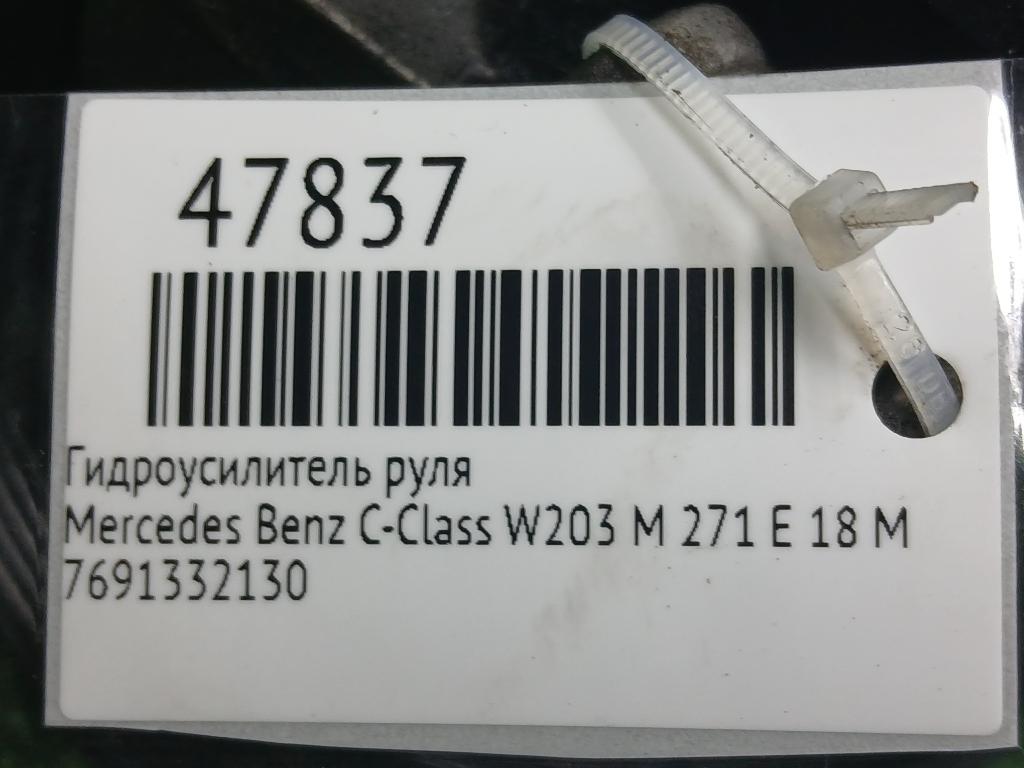 47837
Гидроусилитель руля
Mercedes Benz C-Class W203 M 271 E 18 M
7691332130